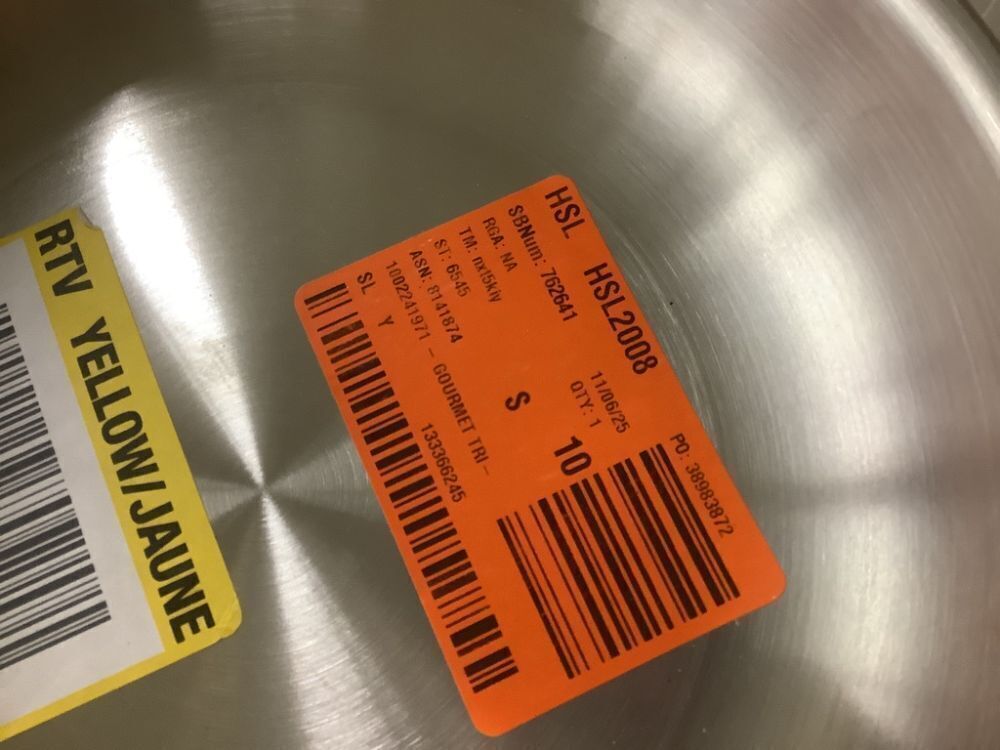 RTV YELLOW/JAUNE
HSL HSL2008
SBNum: 762641 11/06/25 PO: 38983872
RGA: NA QTY: 1
TM: nxt5kiy
ST: 6545 S 10
ASN: 8141874
1002241971 - GOURMET TRI-
SL Y 133366245